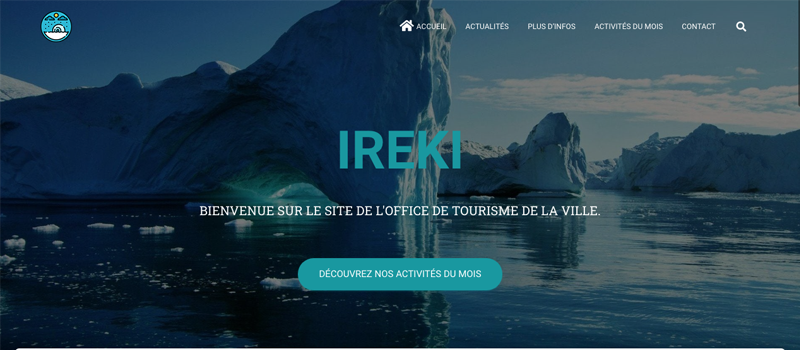 ACCUEIL ACTUALITÉS PLUS D'INFOS ACTIVITÉS DU MOIS CONTACT
IREKI
BIENVENUE SUR LE SITE DE L'OFFICE DE TOURISME DE LA VILLE.
DÉCOUVREZ NOS ACTIVITÉS DU MOIS